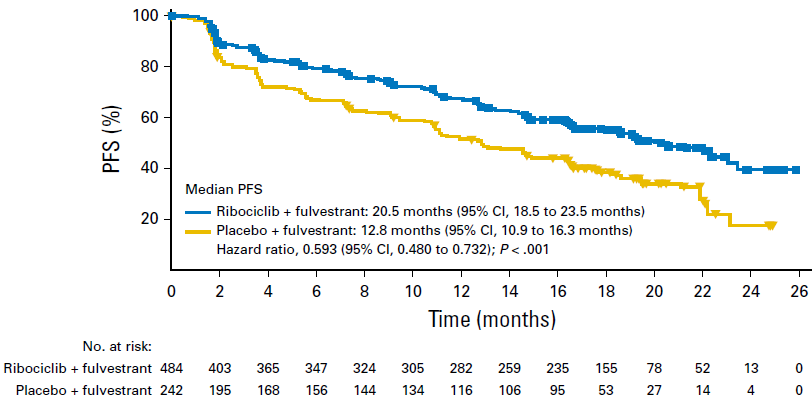 100
80
60
40
20
PFS (%)
Median PFS
Ribociclib + fulvestrant: 20.5 months (95% CI, 18.5 to 23.5 months)
Placebo + fulvestrant: 12.8 months (95% CI, 10.9 to 16.3 months)
Hazard ratio, 0.593 (95% CI, 0.480 to 0.732); P < .001
0 2 4 6 8 10 12 14 16 18 20 22 24 26
Time (months)
No. at risk:
Ribociclib + fulvestrant 484 403 365 347 324 305 282 259 235 155 78 52 13 0
Placebo + fulvestrant 242 195 168 156 144 134 116 106 95 53 27 14 4 0